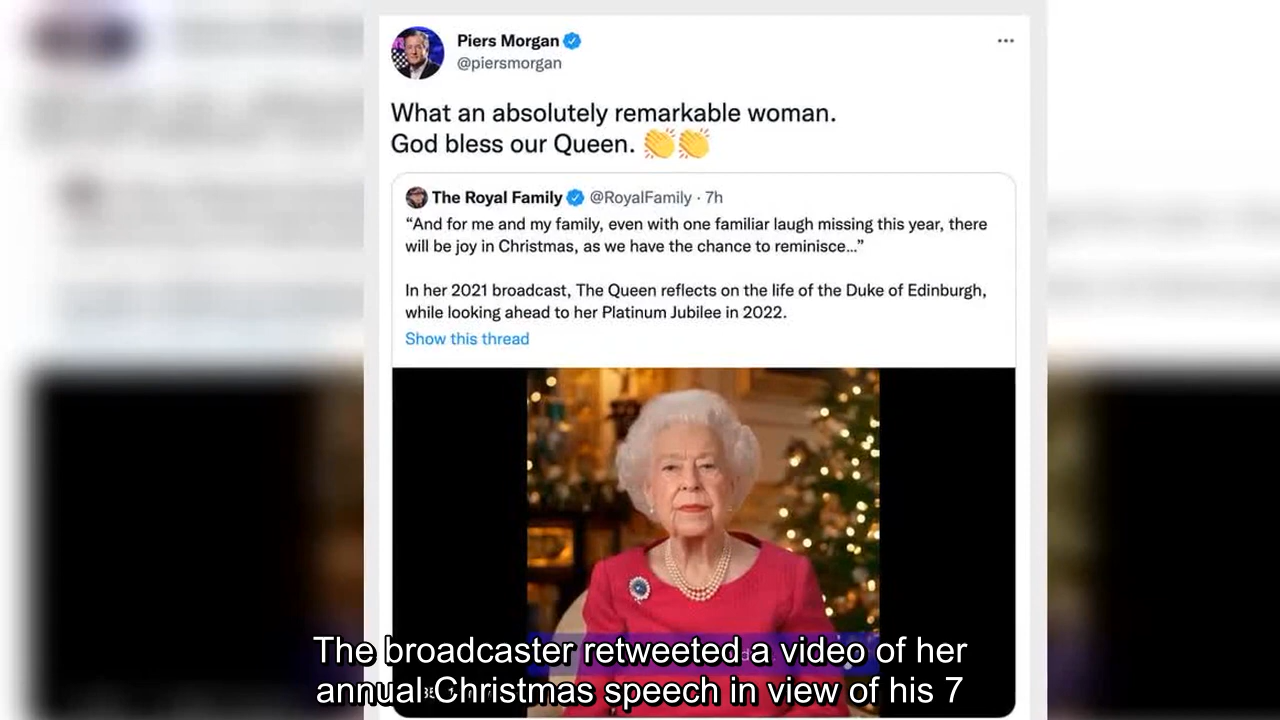 Piers Morgan
@piersmorgan
What an absolutely remarkable woman.
God bless our Queen. 👏👏
The Royal Family @RoyalFamily · 7h
“And for me and my family, even with one familiar laugh missing this year, there
will be joy in Christmas, as we have the chance to reminisce...”
In her 2021 broadcast, The Queen reflects on the life of the Duke of Edinburgh,
while looking ahead to her Platinum Jubilee in 2022.
Show this thread
The broadcaster retweeted a video of her
annual Christmas speech in view of his 7